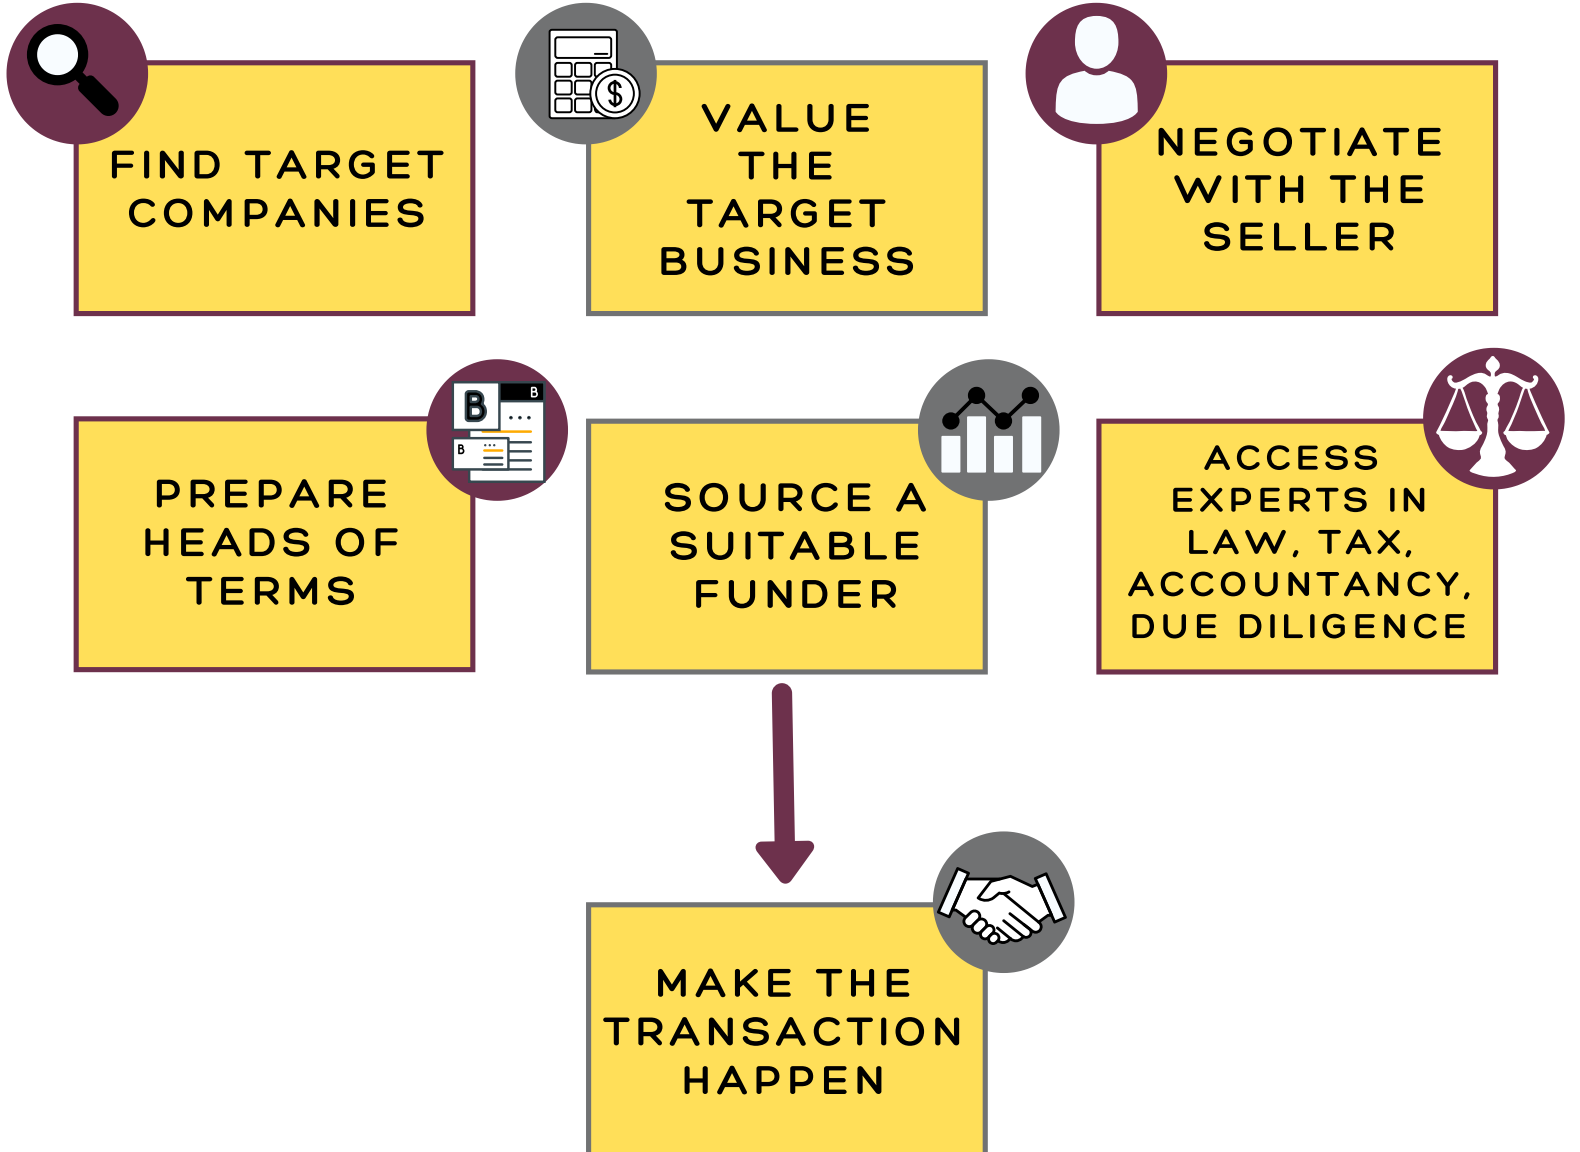 FIND TARGET
COMPANIES
$
VALUE
THE
TARGET
BUSINESS
NEGOTIATE
WITH THE
SELLER
PREPARE
HEADS OF
TERMS
B
B
B
SOURCE A
SUITABLE
FUNDER
ACCESS
EXPERTS IN
LAW, TAX,
ACCOUNTANCY,
DUE DILIGENCE
MAKE THE
TRANSACTION
HAPPEN